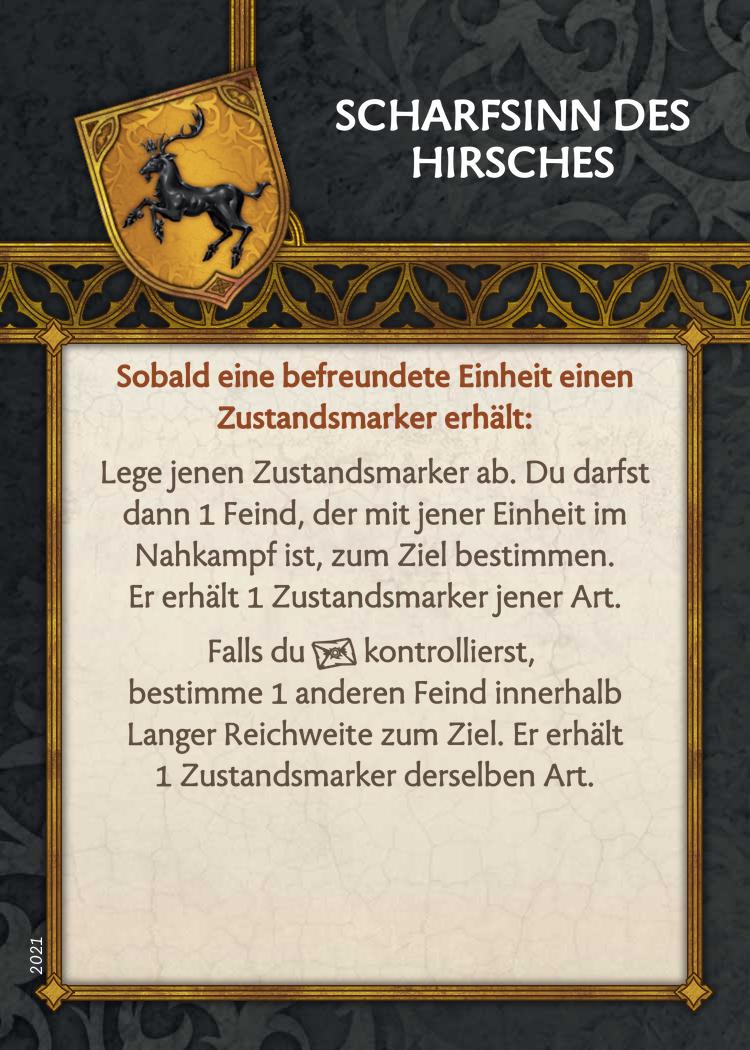 SCHARFSINN DES
HIRSCHES
Sobald eine befreundete Einheit einen
Zustandsmarker erhält:
Lege jenen Zustandsmarker ab. Du darfst
dann 1 Feind, der mit jener Einheit im
Nahkampf ist, zum Ziel bestimmen.
Er erhält 1 Zustandsmarker jener Art.
Falls du kontrollierst,
bestimme 1 anderen Feind innerhalb
Langer Reichweite zum Ziel. Er erhält
1 Zustandsmarker derselben Art.
2021